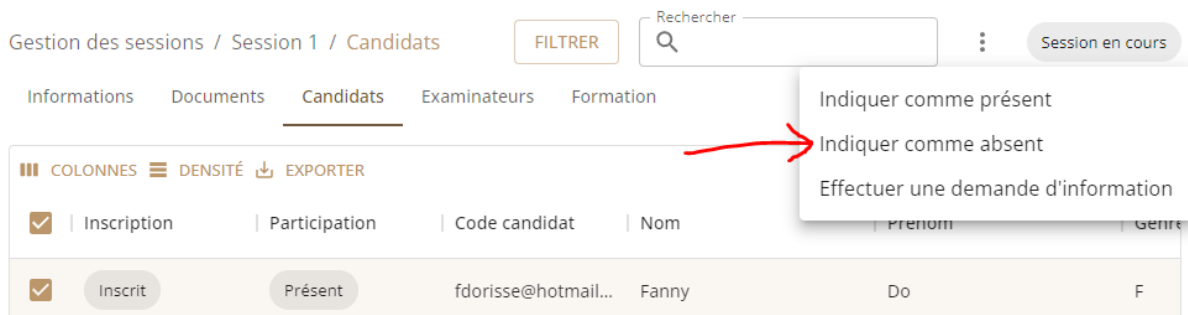 Rechercher
Gestion des sessions / Session 1 / Candidats FILTRER Session en cours
Informations Documents Candidats Examinateurs Formation
Indiquer comme présent
Indiquer comme absent
Effectuer une demande d'information
COLONNES DENSITÉ EXPORTER
Inscription Participation Code candidat Nom Prénom Genre
Inscrit Présent fdorisse@hotmail... Fanny Do F